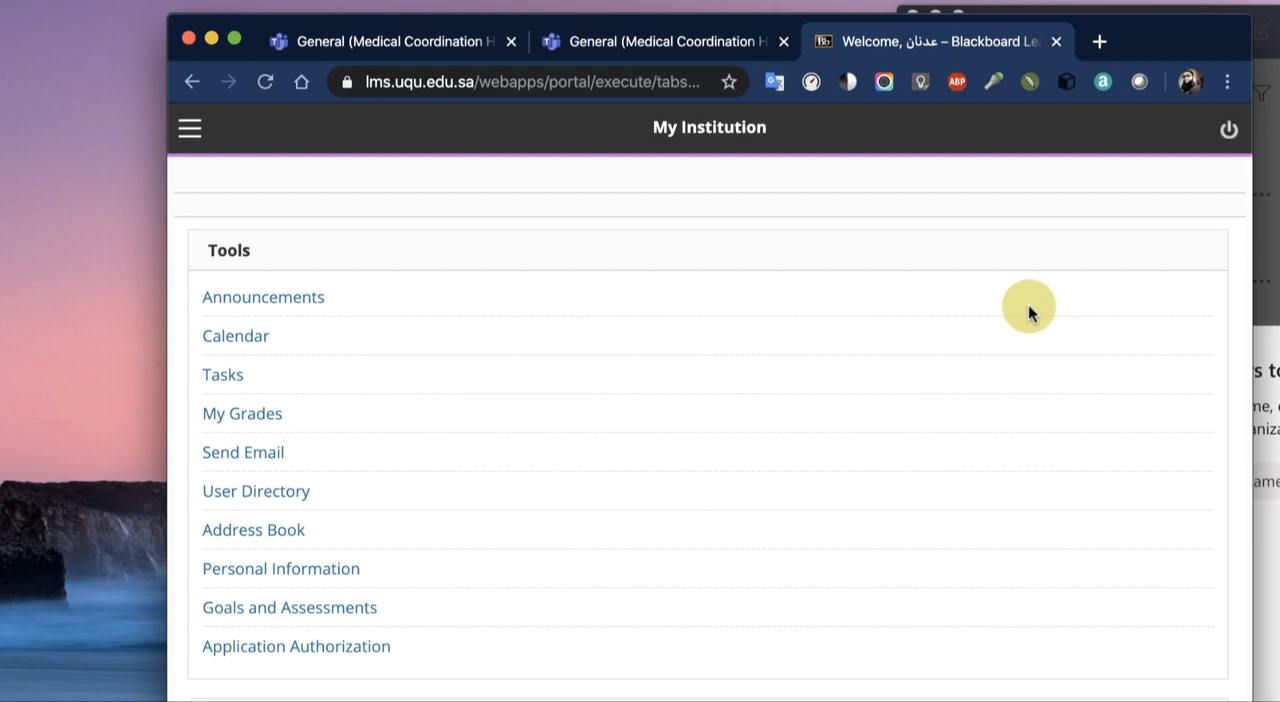 General (Medical Coordination H
General (Medical Coordination H
Bb
Welcome, عدنان – Blackboard Le
lms.uqu.edu.sa/webapps/portal/execute/tabs...
ABP
a
My Institution
Tools
Announcements
Calendar
Tasks
My Grades
Send Email
User Directory
Address Book
Personal Information
Goals and Assessments
Application Authorization